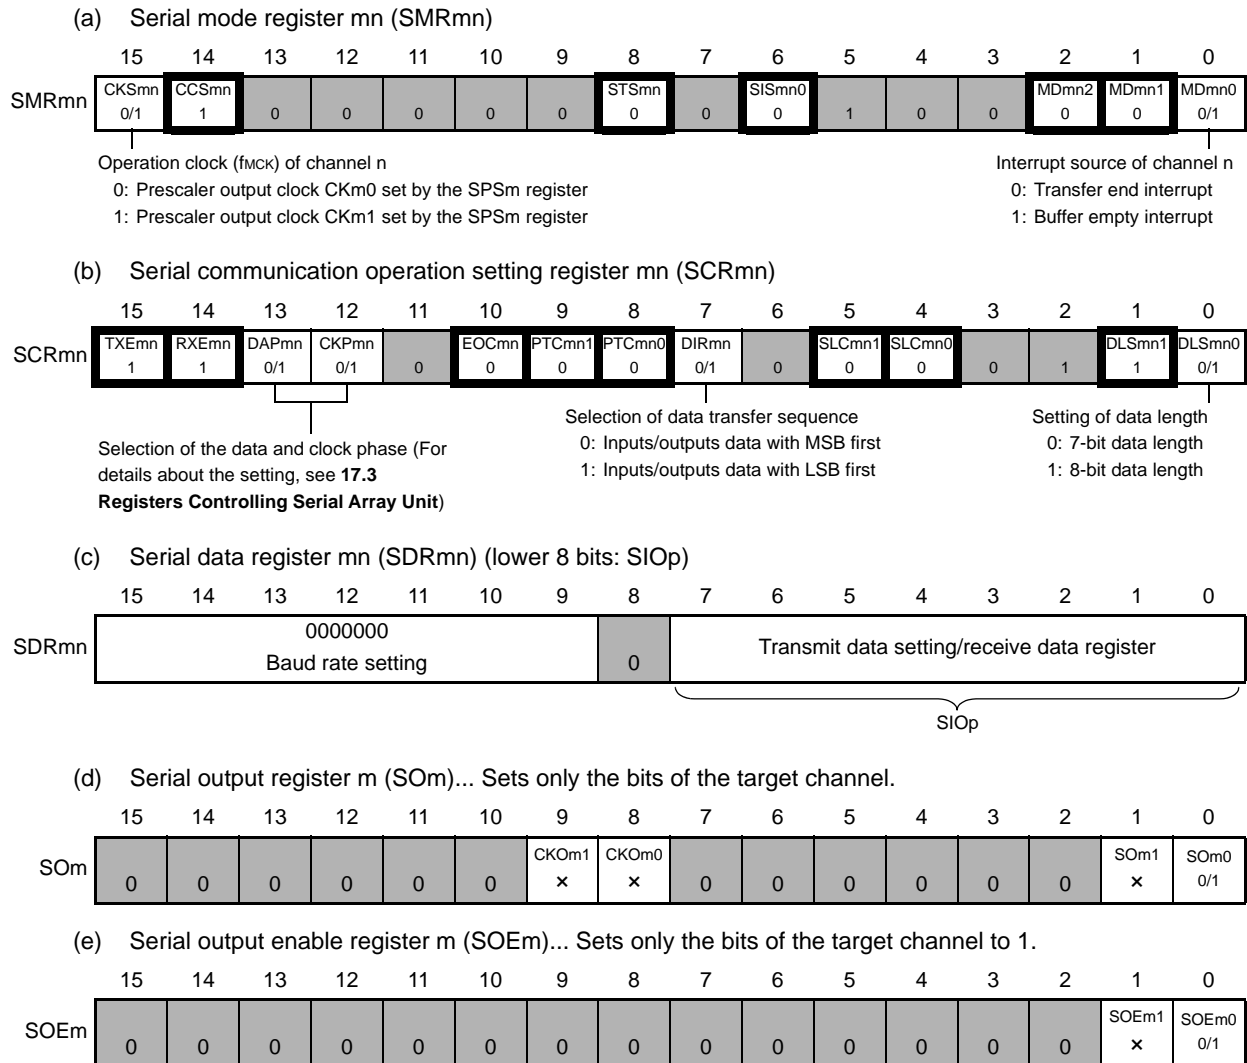 (a) Serial mode register mn (SMRmn)
15 14 13 12 11 10 9 8 7 6 5 4 3 2 1 0
SMRmn
CKSmn CCSmn STSmn SISmn0 MDmn2 MDmn1 MDmn0
0/1 1 0 0 0 0 0 0 0 0 1 0 0 0 0 0/1
Operation clock (fMCK) of channel n
0: Prescaler output clock CKm0 set by the SPSm register
1: Prescaler output clock CKm1 set by the SPSm register
Interrupt source of channel n
0: Transfer end interrupt
1: Buffer empty interrupt
(b) Serial communication operation setting register mn (SCRmn)
15 14 13 12 11 10 9 8 7 6 5 4 3 2 1 0
SCRmn
TXEmn RXEmn DAPmn CKPmn EOCmn PTCmn1 PTCmn0 DIRmn SLCmn1 SLCmn0 DLSmn1 DLSmn0
1 1 0/1 0/1 0 0 0 0 0/1 0 0 0 0 1 1 0/1
Selection of the data and clock phase (For
details about the setting, see 17.3
Registers Controlling Serial Array Unit)
Selection of data transfer sequence
0: Inputs/outputs data with MSB first
1: Inputs/outputs data with LSB first
Setting of data length
0: 7-bit data length
1: 8-bit data length
(c) Serial data register mn (SDRmn) (lower 8 bits: SIOp)
15 14 13 12 11 10 9 8 7 6 5 4 3 2 1 0
SDRmn
0000000
Baud rate setting
0
Transmit data setting/receive data register
SIOp
(d) Serial output register m (SOm)... Sets only the bits of the target channel.
15 14 13 12 11 10 9 8 7 6 5 4 3 2 1 0
SOm
CKOm1 CKOm0 SOm1 SOm0
0 0 0 0 0 0 × × 0 0 0 0 0 0 × 0/1
(e) Serial output enable register m (SOEm)... Sets only the bits of the target channel to 1.
15 14 13 12 11 10 9 8 7 6 5 4 3 2 1 0
SOEm
SOEm1 SOEm0
0 0 0 0 0 0 0 0 0 0 0 0 0 0 × 0/1